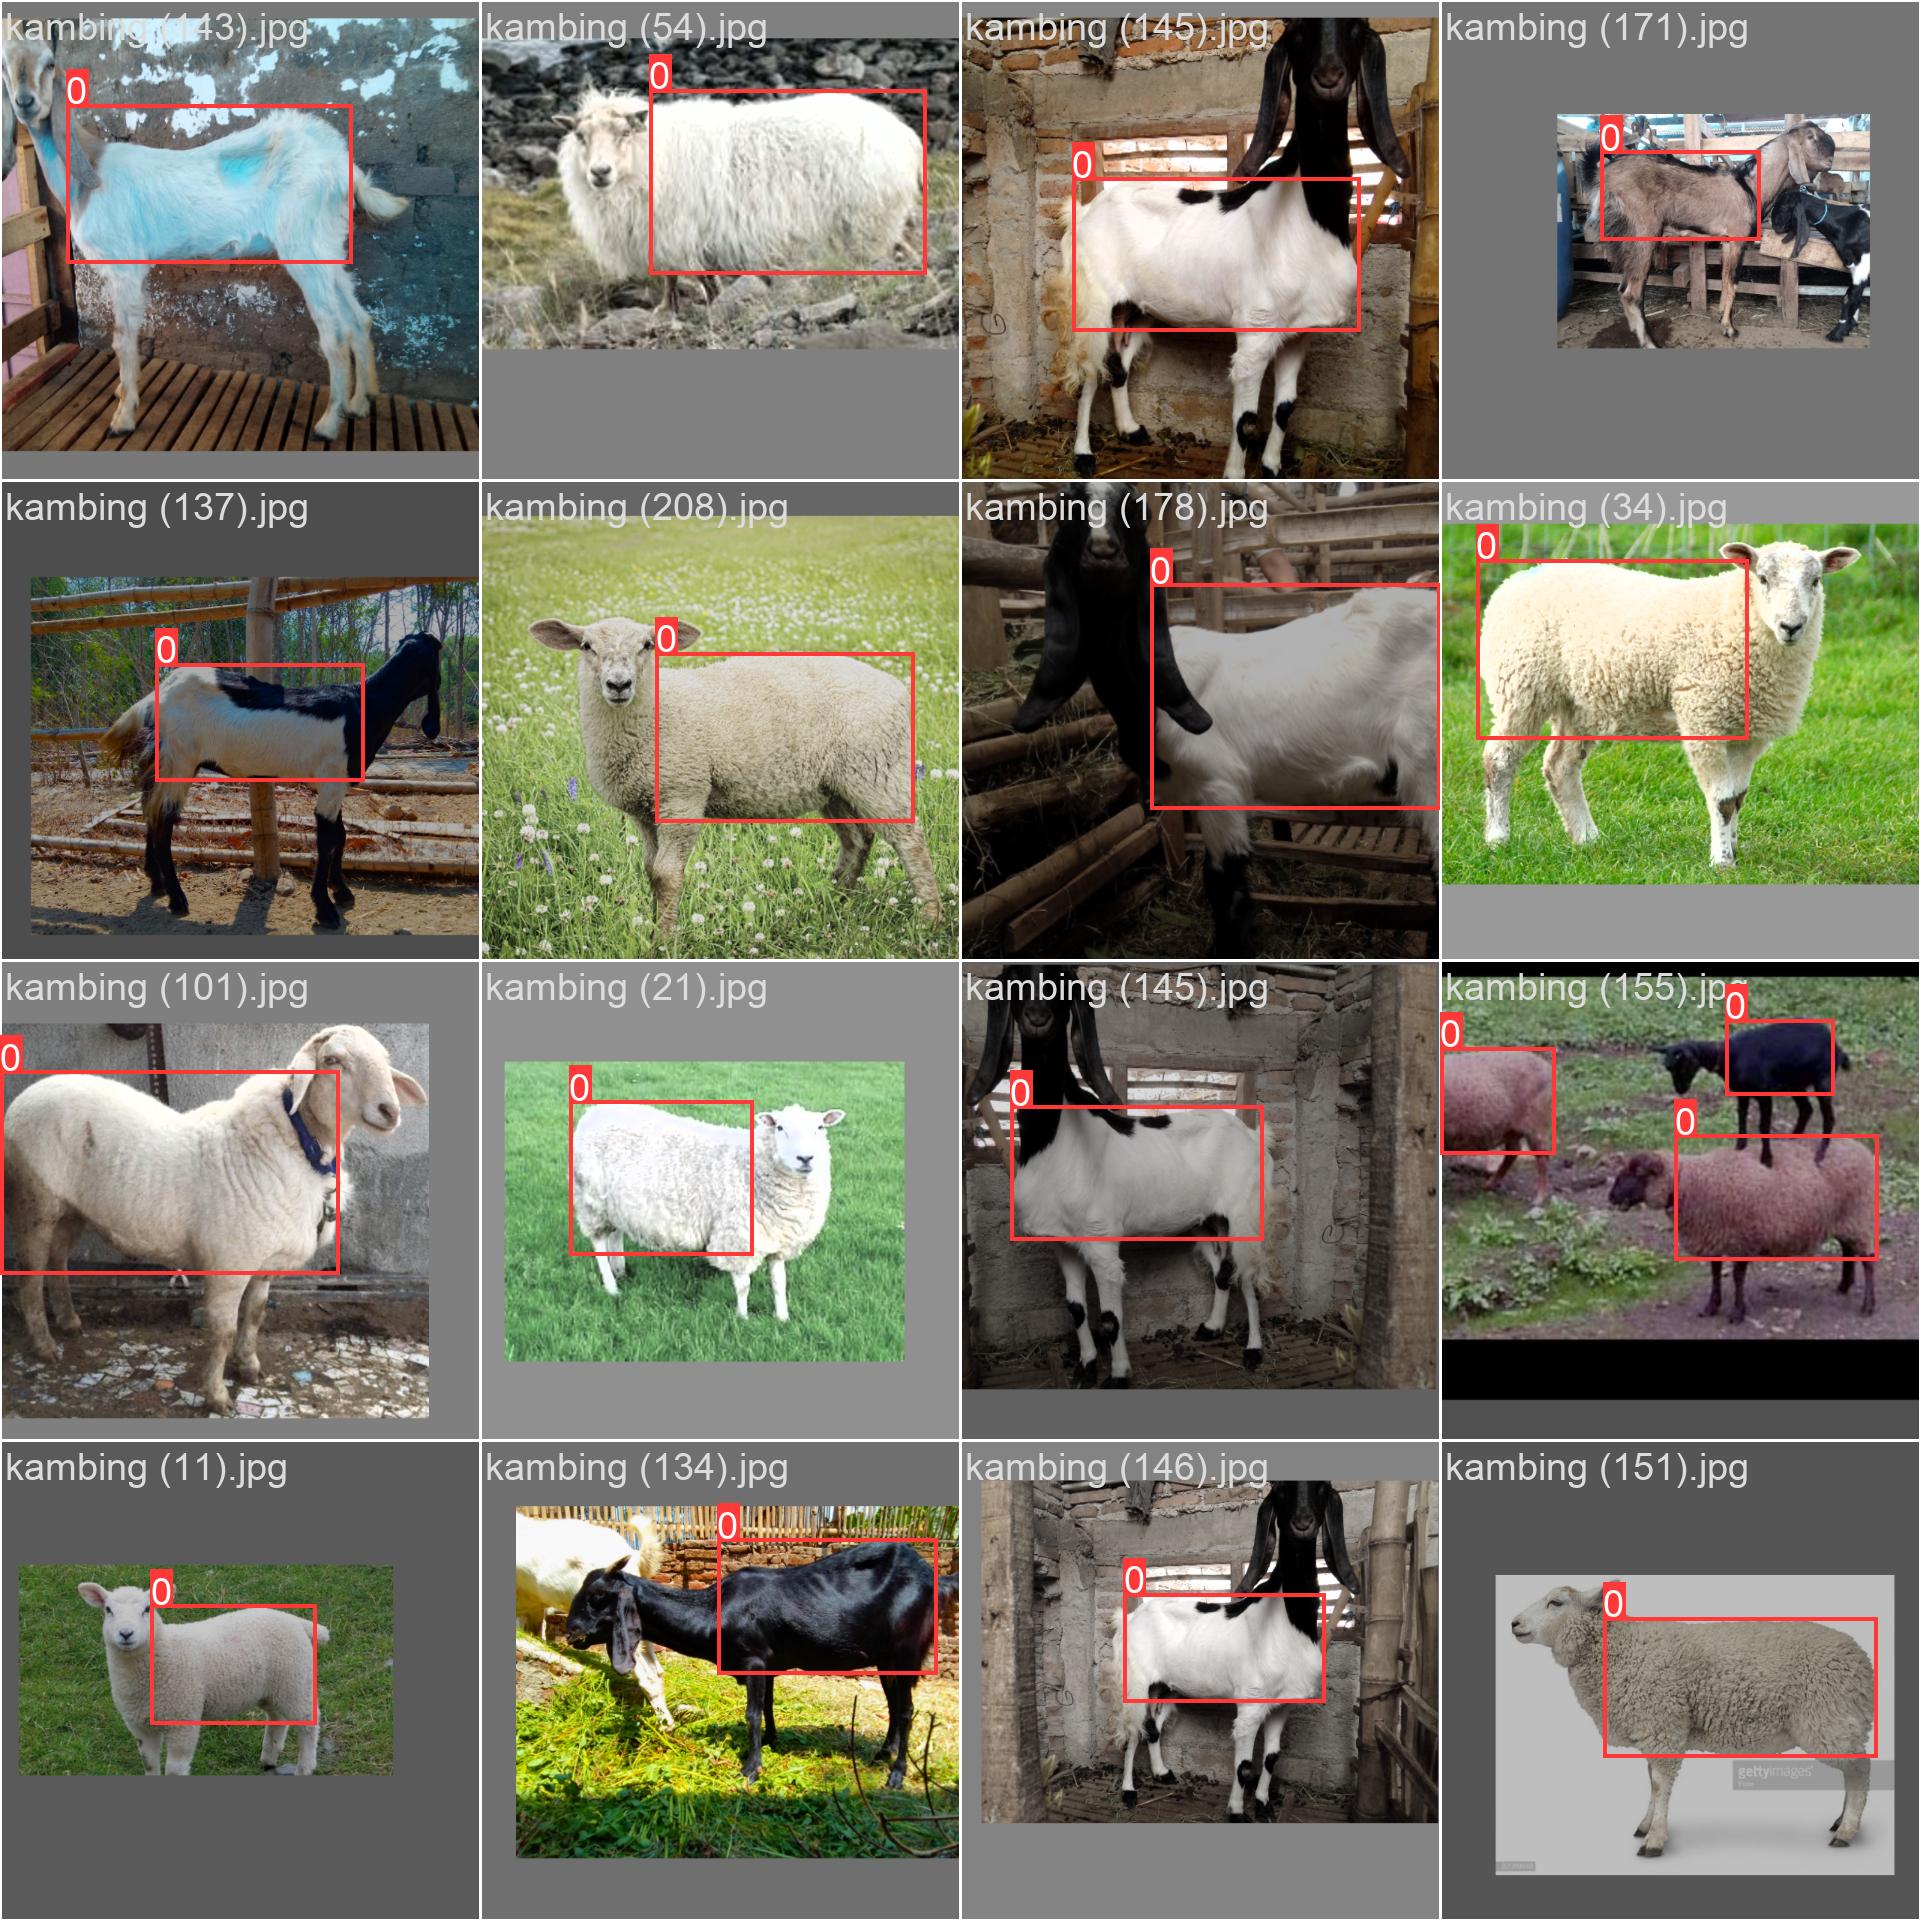 kambing (143).jpg
kambing (54).jpg
kambing (145).jpg
kambing (171).jpg
0
0
0
0
kambing (137).jpg
kambing (208).jpg
kambing (178).jpg
kambing (34).jpg
0
0
0
0
kambing (101).jpg
kambing (21).jpg
kambing (145).jpg
kambing (155).jpg
0
0
0
0
0
0
kambing (11).jpg
kambing (134).jpg
kambing (146).jpg
kambing (151).jpg
0
0
0
0
gettyimages